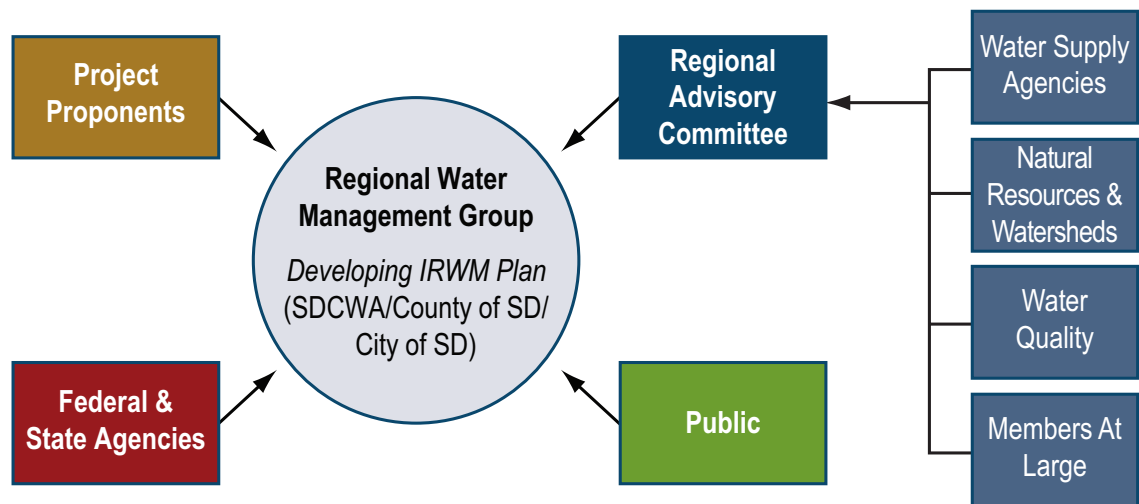 Project
Proponents
Regional
Advisory
Committee
Water Supply
Agencies
Natural
Resources &
Watersheds
Water
Quality
Members At
Large
Regional Water
Management Group
Developing IRWM Plan
(SDCWA/County of SD/
City of SD)
Federal &
State Agencies
Public